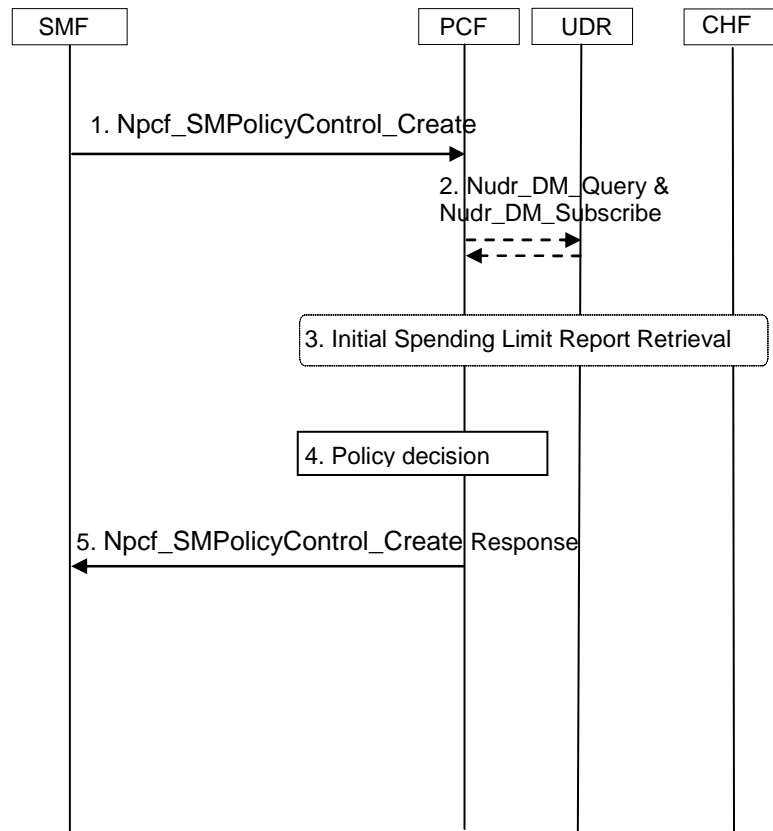 SMF
PCF
UDR
CHF
1. Npcf_SMPolicyControl_Create
2. Nudr_DM_Query &
Nudr_DM_Subscribe
3. Initial Spending Limit Report Retrieval
4. Policy decision
5. Npcf_SMPolicyControl_Create Response